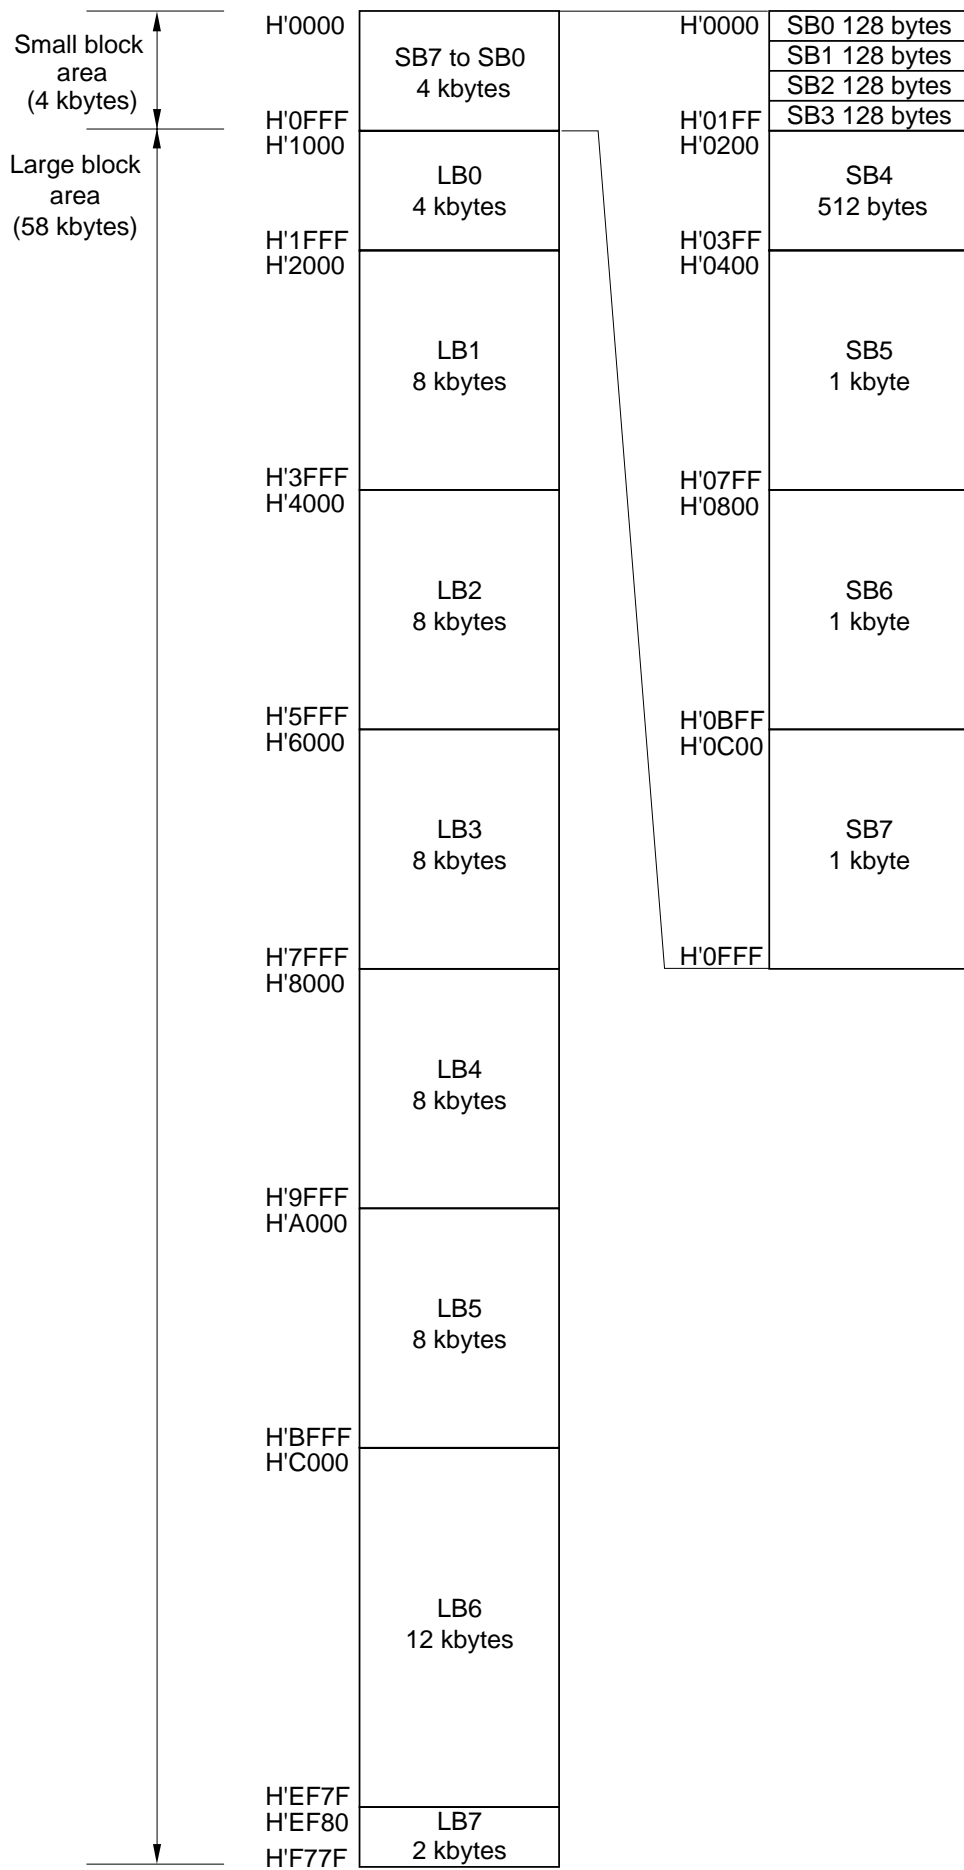 Small block
area
(4 kbytes)
Large block
area
(58 kbytes)
H'0000
SB7 to SB0
4 kbytes
H'0FFF
H'1000
LB0
4 kbytes
H'1FFF
H'2000
LB1
8 kbytes
H'3FFF
H'4000
LB2
8 kbytes
H'5FFF
H'6000
LB3
8 kbytes
H'7FFF
H'8000
LB4
8 kbytes
H'9FFF
H'A000
LB5
8 kbytes
H'BFFF
H'C000
LB6
12 kbytes
H'EF7F
H'EF80
LB7
2 kbytes
H'F77F
H'0000
SB0 128 bytes
SB1 128 bytes
SB2 128 bytes
SB3 128 bytes
H'01FF
H'0200
SB4
512 bytes
H'03FF
H'0400
SB5
1 kbyte
H'07FF
H'0800
SB6
1 kbyte
H'0BFF
H'0C00
SB7
1 kbyte
H'0FFF